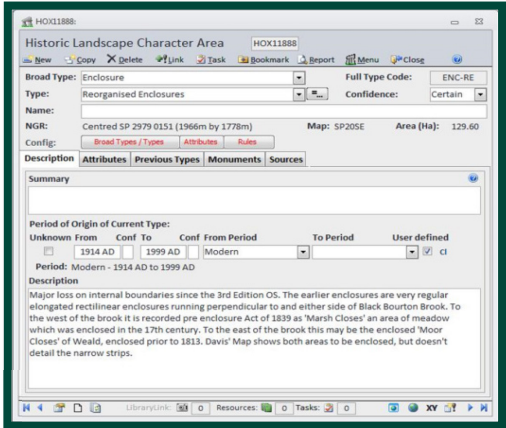 HOX11888:
Historic Landscape Character Area HOX11888
New Copy Delete Link Task Bookmark Report Menu Close
Broad Type: Enclosure Full Type Code: ENC-RE
Type: Reorganised Enclosures Confidence: Certain
Name:
NGR: Centred SP 2979 0151 (1966m by 1778m) Map: SP20SE Area (Ha): 129.60
Config: Broad Types / Types Attributes Rules
Description Attributes Previous Types Monuments Sources
Summary
Period of Origin of Current Type:
Unknown From Conf To Conf From Period To Period User defined
1914 AD 1999 AD Modern CI
Period: Modern - 1914 AD to 1999 AD
Description
Major loss on internal boundaries since the 3rd Edition OS. The earlier enclosures are very regular
elongated rectilinear enclosures running perpendicular to and either side of Black Bourton Brook. To
the west of the brook it is recorded pre enclosure Act of 1839 as 'Marsh Closes' an area of meadow
which was enclosed in the 17th century. To the east of the brook this may be the enclosed 'Moor
Closes' of Weald, enclosed prior to 1813. Davis' Map shows both areas to be enclosed, but doesn't
detail the narrow strips.
LibraryLink: 0 Resources: 0 Tasks: 0 XY